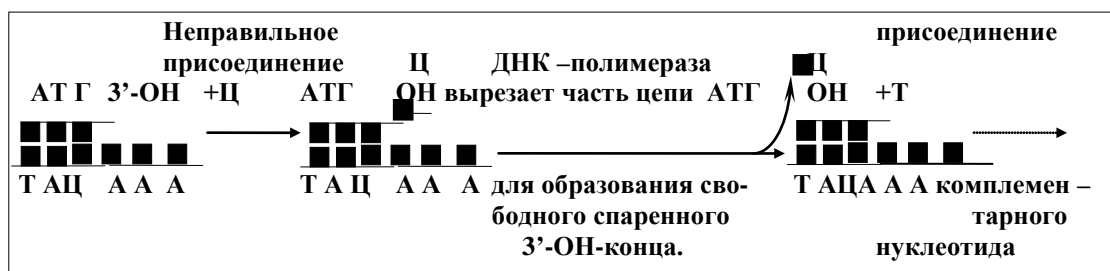 Неправильное присоединение
присоединение Ц ДНК –полимераза Ц
АТ Г 3’-ОН +Ц АТГ ОН вырезает часть цепи АТГ ОН +Т
Т АЦ А А А Т А Ц А А А для образования сво- Т АЦА А А комплемен –
бодного спаренного тарного
3’-ОН-конца. нуклеотида